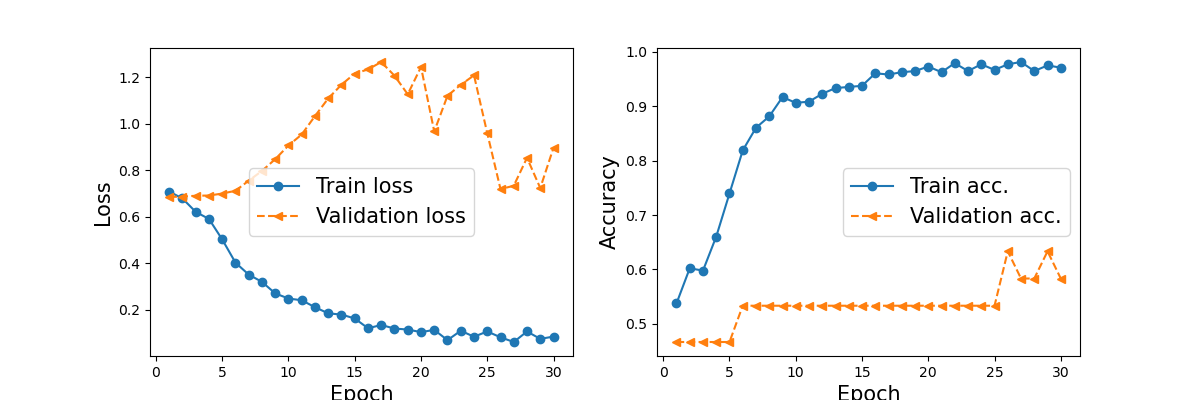 1.2
1.0
0.8
0.6
0.4
0.2
Loss
Train loss
Validation loss
0 5 10 15 20 25 30
Epoch
1.0
0.9
0.8
0.7
0.6
0.5
Accuracy
Train acc.
Validation acc.
0 5 10 15 20 25 30
Epoch